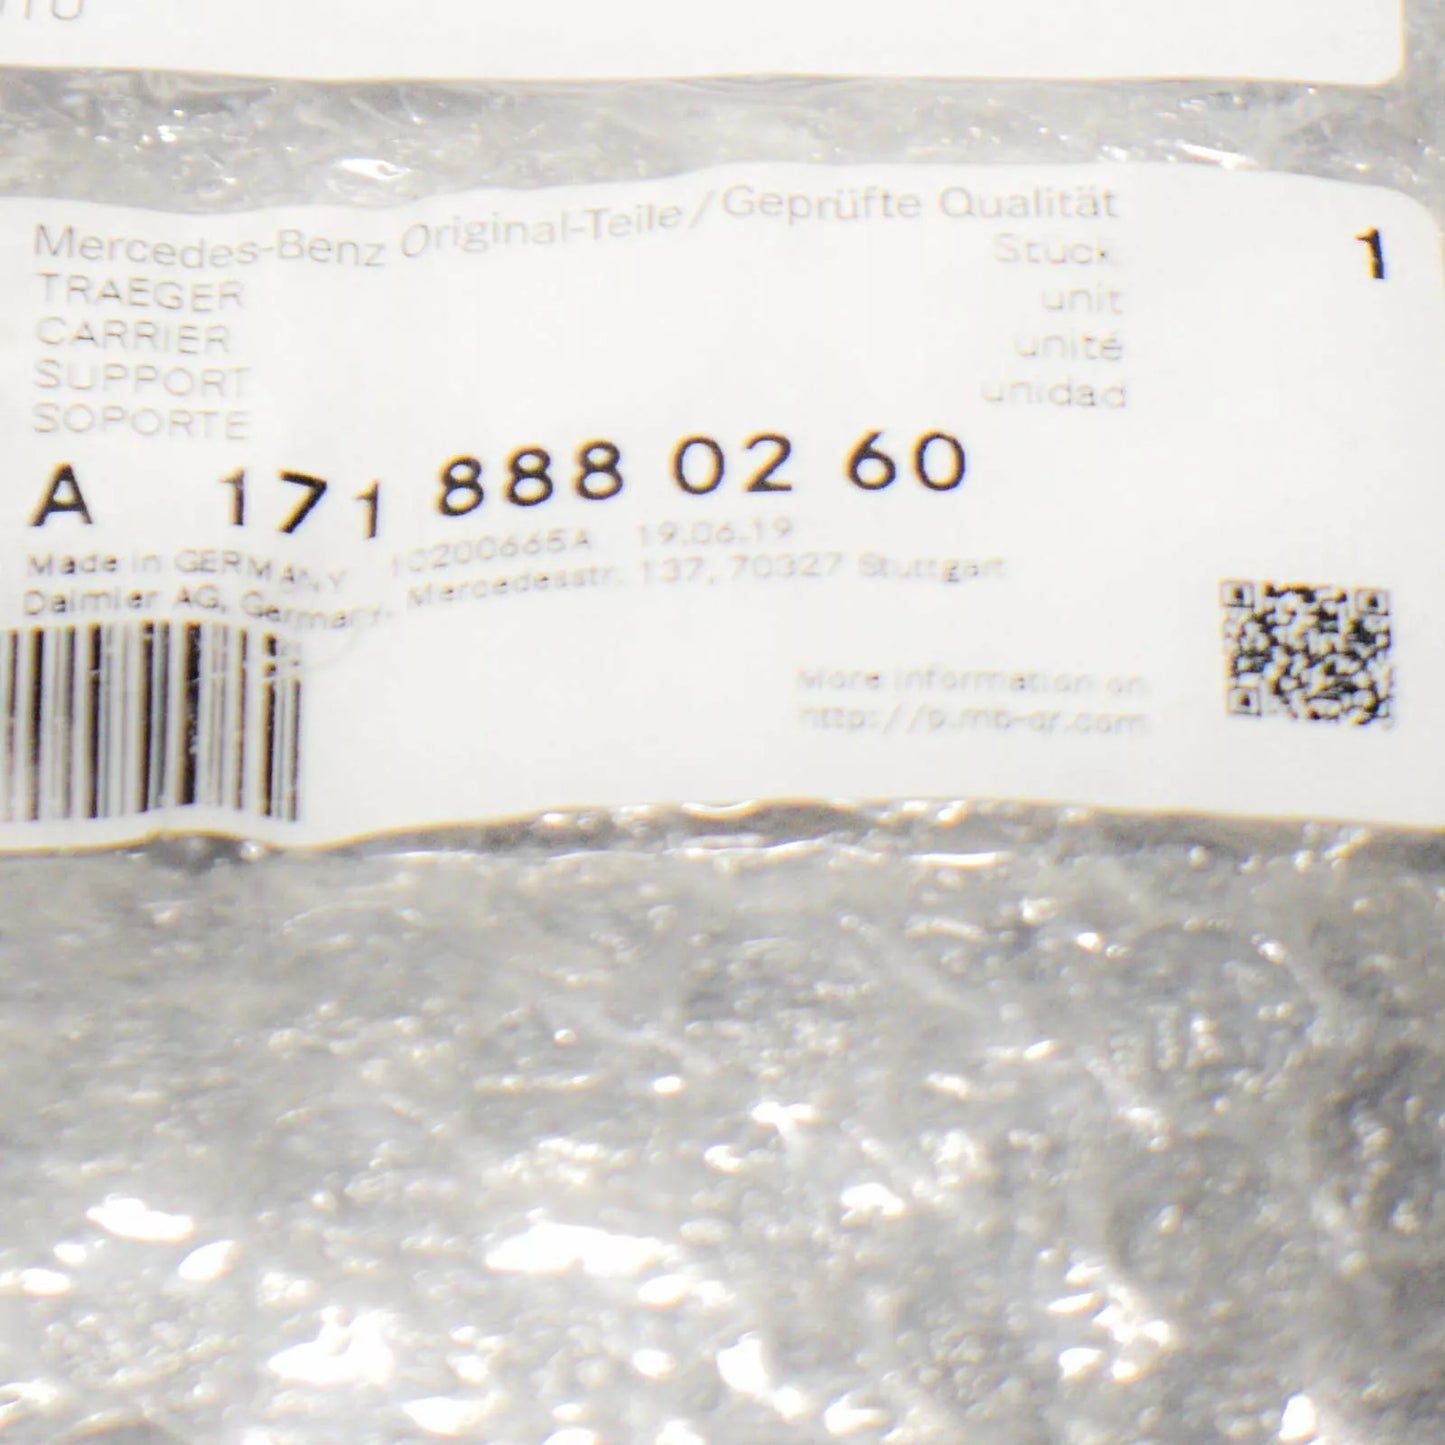 Mercedes-Benz Original-Teile/Geprüfte Qualität
1
Stück
TRAEGER
unit
CARRIER
unité
SUPPORT
unidad
SOPORTE
A 171 888 02 60
10200665A 19.06.19
Made in GERMANY
Daimler AG, Germany, Mercedesstr. 137, 70327 Stuttgart
More information on
http://p.mb-qr.com